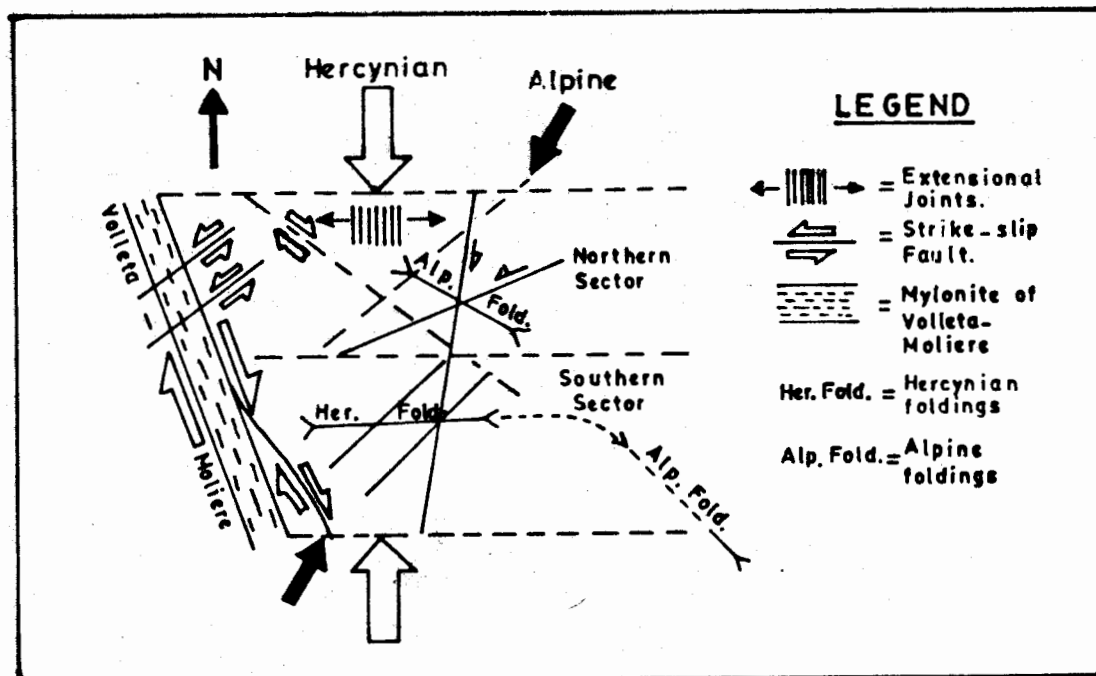 N
Hercynian
Alpine
Volleta
Moliere
Alp.
Fold.
Northern
Sector
Southern
Sector
Her. Fold.
Alp. Fold.
LEGEND
= Extensional
Joints.
= Strike-slip
Fault.
= Mylonite of
Volleta-
Moliere
Her. Fold. = Hercynian
foldings
Alp. Fold. = Alpine
foldings